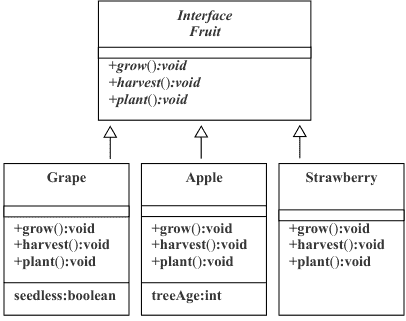 Interface
Fruit
+grow():void
+harvest():void
+plant():void
Grape
+grow():void
+harvest():void
+plant():void
seedless:boolean
Apple
+grow():void
+harvest():void
+plant():void
treeAge:int
Strawberry
+grow():void
+harvest():void
+plant():void